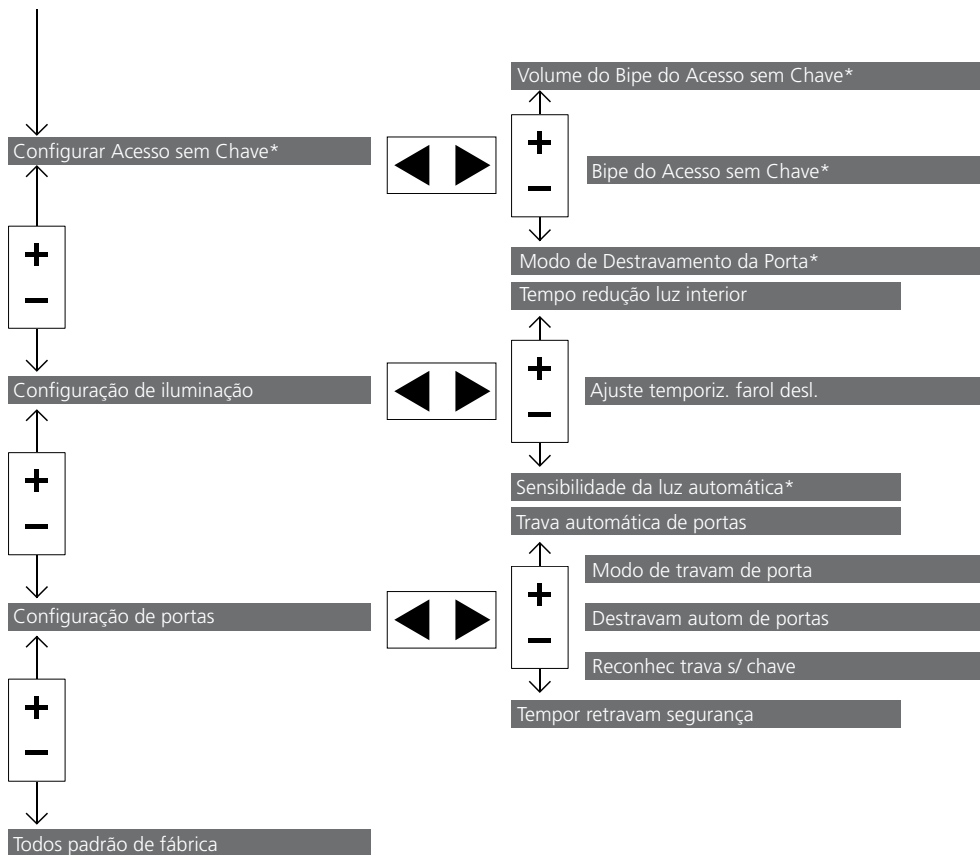 Volume do Bipe do Acesso sem Chave*
Configurar Acesso sem Chave*
+
–
Bipe do Acesso sem Chave*
Modo de Destravamento da Porta*
+
–
Tempo redução luz interior
Configuração de iluminação
+
–
Ajuste temporiz. farol desl.
Sensibilidade da luz automática*
+
–
Trava automática de portas
Modo de travam de porta
Configuração de portas
+
–
Destravam autom de portas
Reconhec trava s/ chave
Tempor retravam segurança
+
–
Todos padrão de fábrica